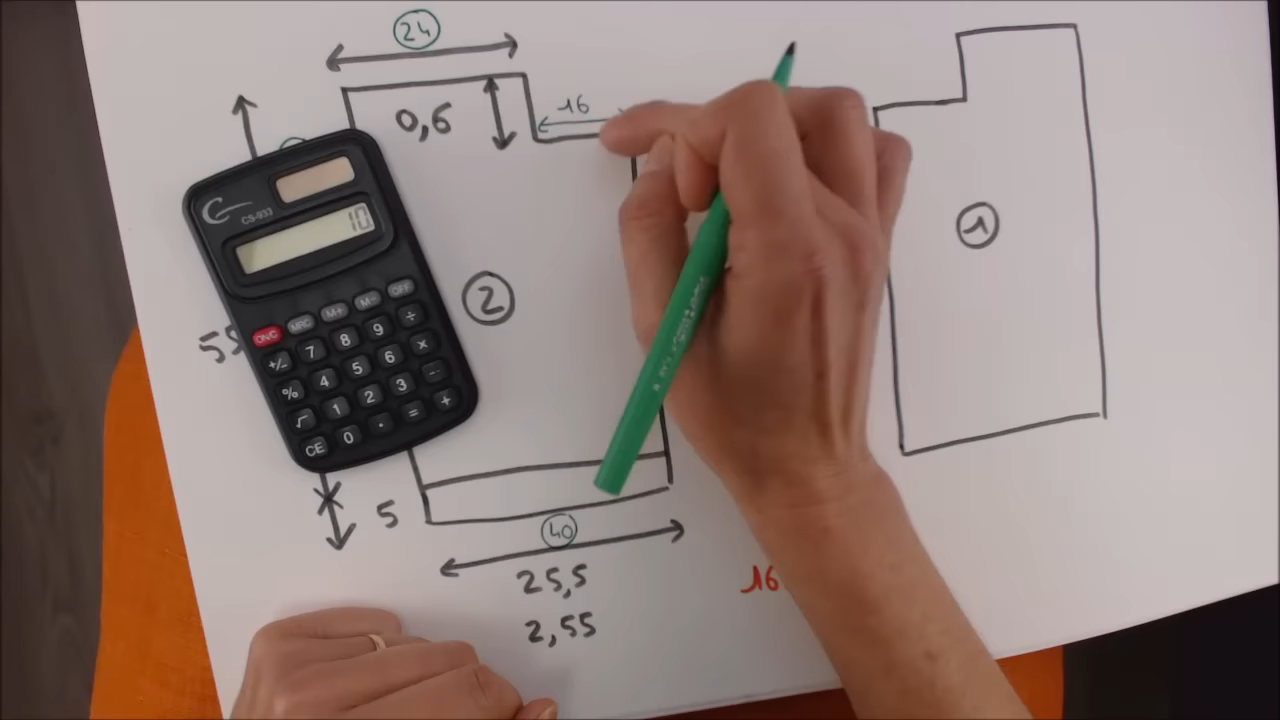 24
0,6
16
1
2
5
40
25,5
2,55
16
CS-933
10
ON/C MRC M+ M- OFF
+/- 7 8 9 ÷
% 4 5 6 x
√ 1 2 3 -
CE 0 . = +